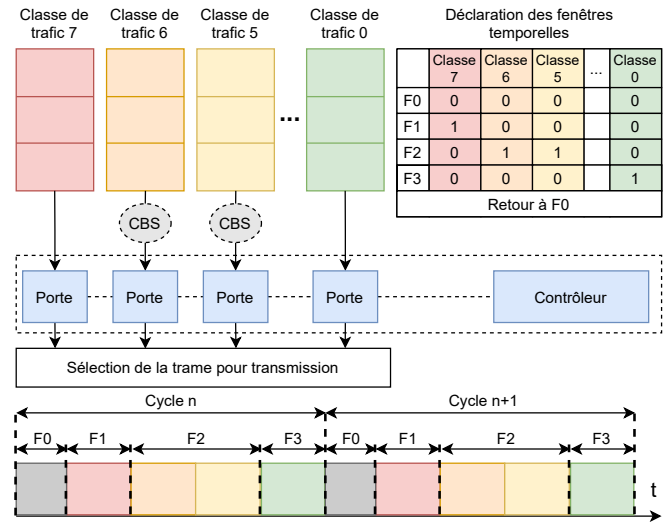 Classe de trafic 7
Classe de trafic 6
Classe de trafic 5
Classe de trafic 0
...
Déclaration des fenêtres
temporelles
Classe 7 Classe 6 Classe 5 ... Classe 0
F0 0 0 0 0
F1 1 0 0 0
F2 0 1 1 0
F3 0 0 0 1
Retour à F0
CBS CBS
Porte Porte Porte Porte Contrôleur
Sélection de la trame pour transmission
Cycle n Cycle n+1
F0 F1 F2 F3 F0 F1 F2 F3
t